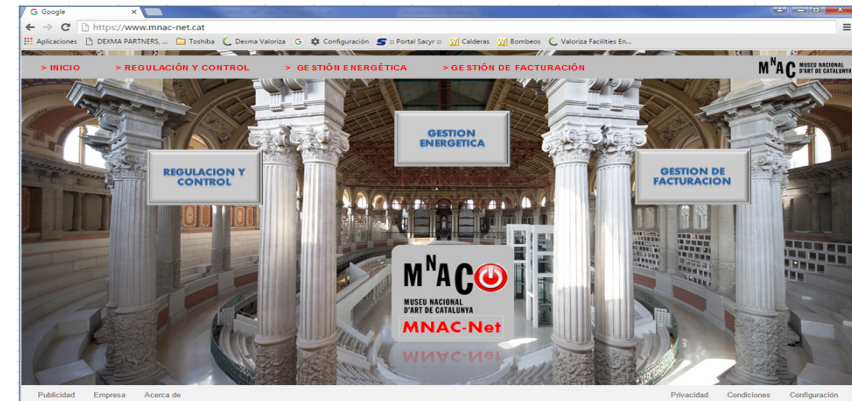 Google
https://www.mnac-net.cat
Aplicaciones DEXMA PARTNERS, ... Toshiba Dexma Valoriza Configuración :: Portal Sacyr :: Calderas Bombeos Valoriza Facilities En...
> INICIO > REGULACIÓN Y CONTROL > GESTIÓN ENERGÉTICA > GESTIÓN DE FACTURACIÓN MNAC MUSEU NACIONAL
D'ART DE CATALUNYA
GESTION
ENERGETICA
REGULACION Y
CONTROL
GESTION DE
FACTURACION
MNAC
MUSEU NACIONAL
D'ART DE CATALUNYA
MNAC-Net
Publicidad Empresa Acerca de Privacidad Condiciones Configuración